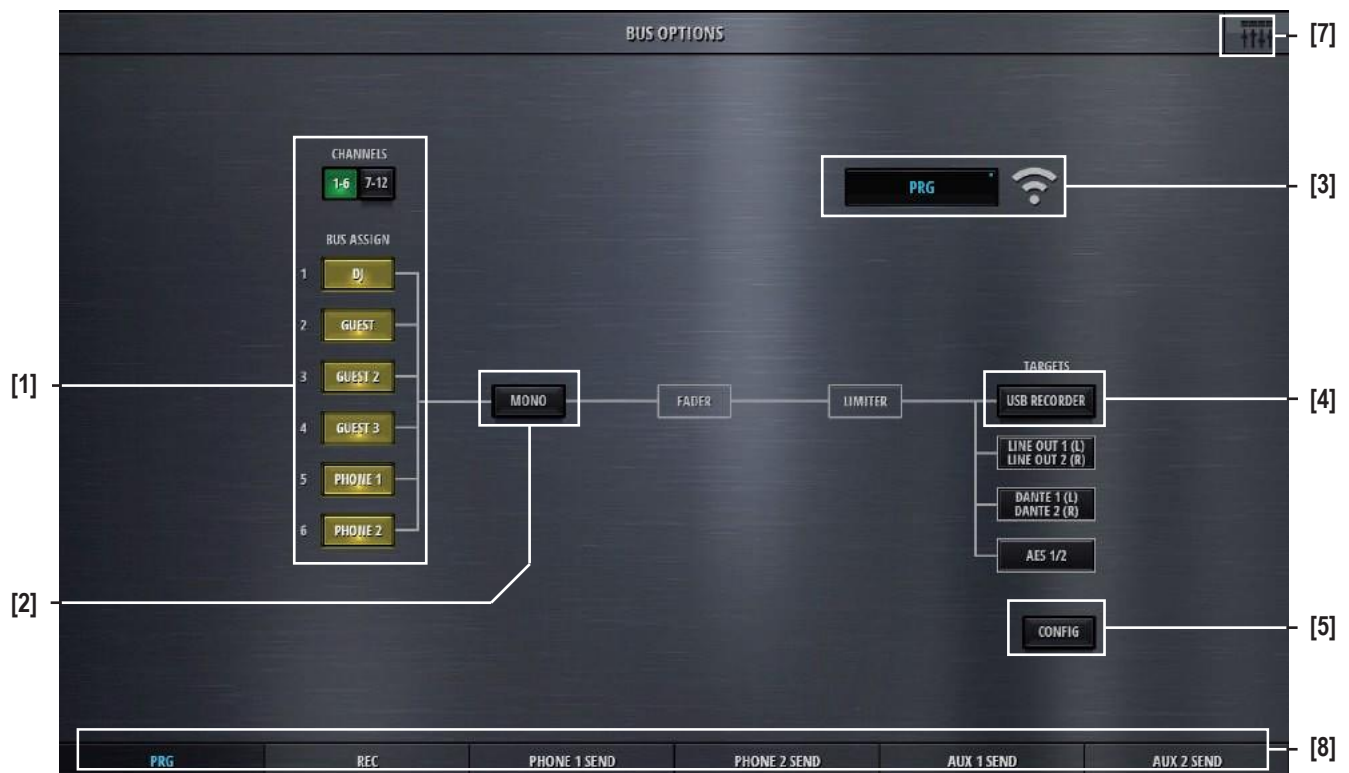 BUS OPTIONS
[7]
CHANNELS
1-6 7-12
PRG
[3]
BUS ASSIGN
1 DJ
2 GUEST
3 GUEST 2
4 GUEST 3
5 PHONE 1
6 PHONE 2
[1]
MONO
FADER
LIMITER
TARGETS
USB RECORDER
[4]
LINE OUT 1 (L)
LINE OUT 2 (R)
DANTE 1 (L)
DANTE 2 (R)
AES 1/2
[2]
CONFIG
[5]
PRG REC PHONE 1 SEND PHONE 2 SEND AUX 1 SEND AUX 2 SEND
[8]